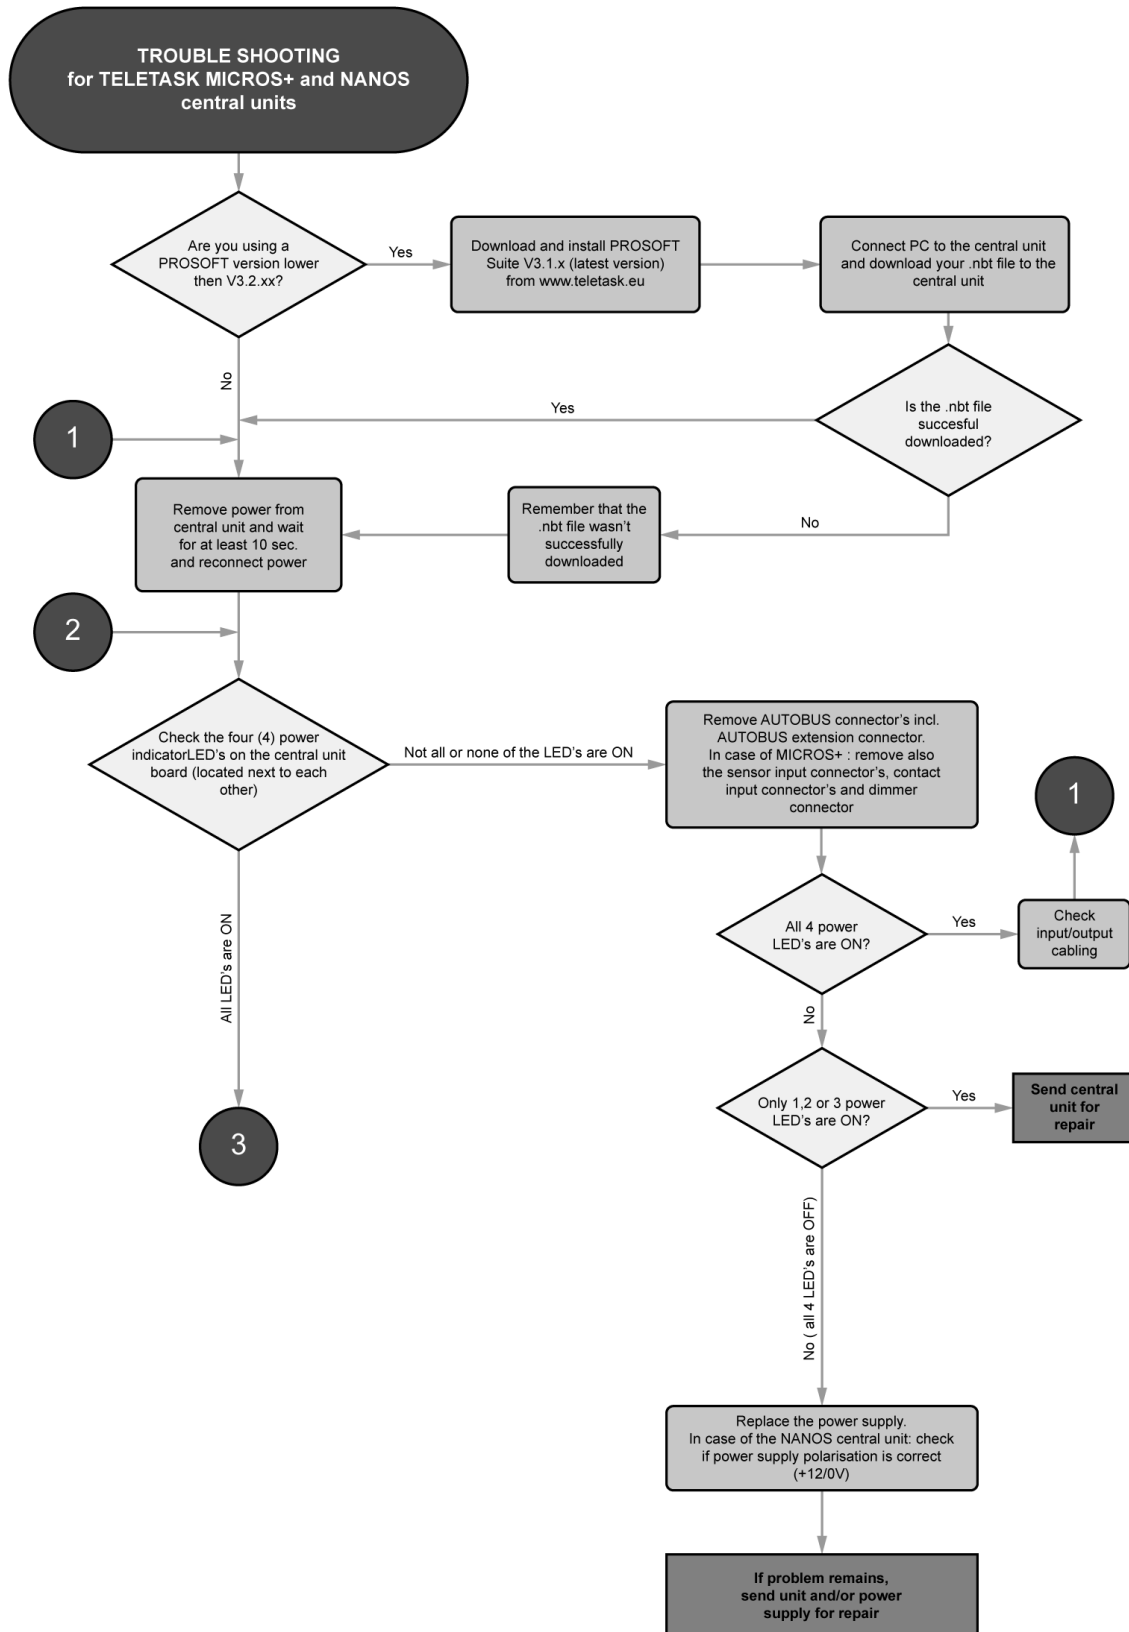 TROUBLE SHOOTING
for TELETASK MICROS+ and NANOS
central units
Are you using a
PROSOFT version lower
then V3.2.xx?
Yes
Download and install PROSOFT
Suite V3.1.x (latest version)
from www.teletask.eu
Connect PC to the central unit
and download your .nbt file to the
central unit
No
Is the .nbt file
succesful
downloaded?
Yes
1
Remove power from
central unit and wait
for at least 10 sec.
and reconnect power
Remember that the
.nbt file wasn't
successfully
downloaded
No
2
Check the four (4) power
indicatorLED's on the central unit
board (located next to each
other)
Not all or none of the LED's are ON
Remove AUTOBUS connector's incl.
AUTOBUS extension connector.
In case of MICROS+ : remove also
the sensor input connector's, contact
input connector's and dimmer
connector
1
All LED's are ON
All 4 power
LED's are ON?
Yes
Check
input/output
cabling
No
Only 1,2 or 3 power
LED's are ON?
Yes
Send central
unit for
repair
3
No ( all 4 LED's are OFF)
Replace the power supply.
In case of the NANOS central unit: check
if power supply polarisation is correct
(+12/0V)
If problem remains,
send unit and/or power
supply for repair